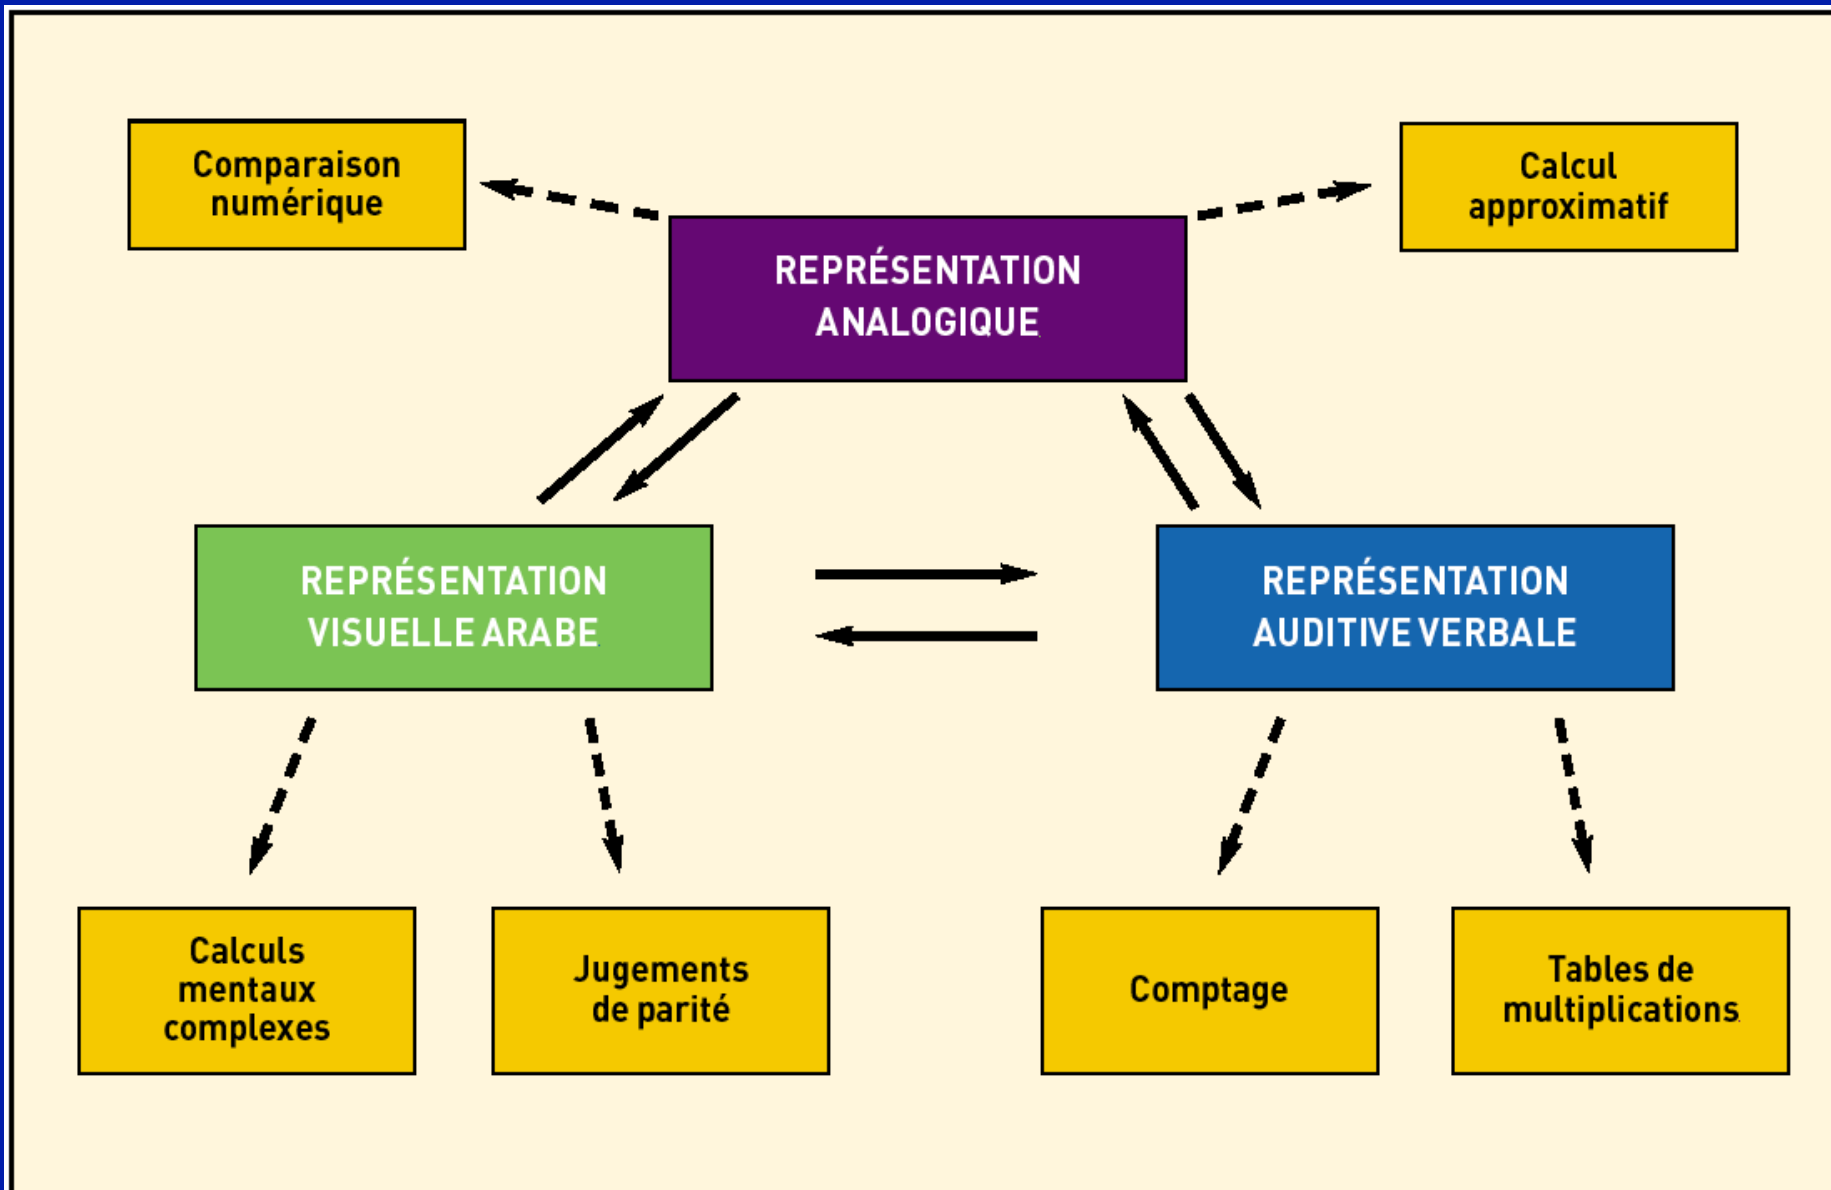 Comparaison
numérique
Calcul
approximatif
REPRÉSENTATION
ANALOGIQUE
REPRÉSENTATION
VISUELLE ARABE
REPRÉSENTATION
AUDITIVE VERBALE
Calculs
mentaux
complexes
Jugements
de parité
Comptage
Tables de
multiplications